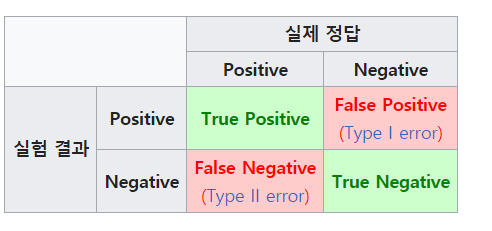 실제 정답
Positive Negative
실험 결과
Positive True Positive False Positive
(Type I error)
Negative False Negative
(Type II error) True Negative